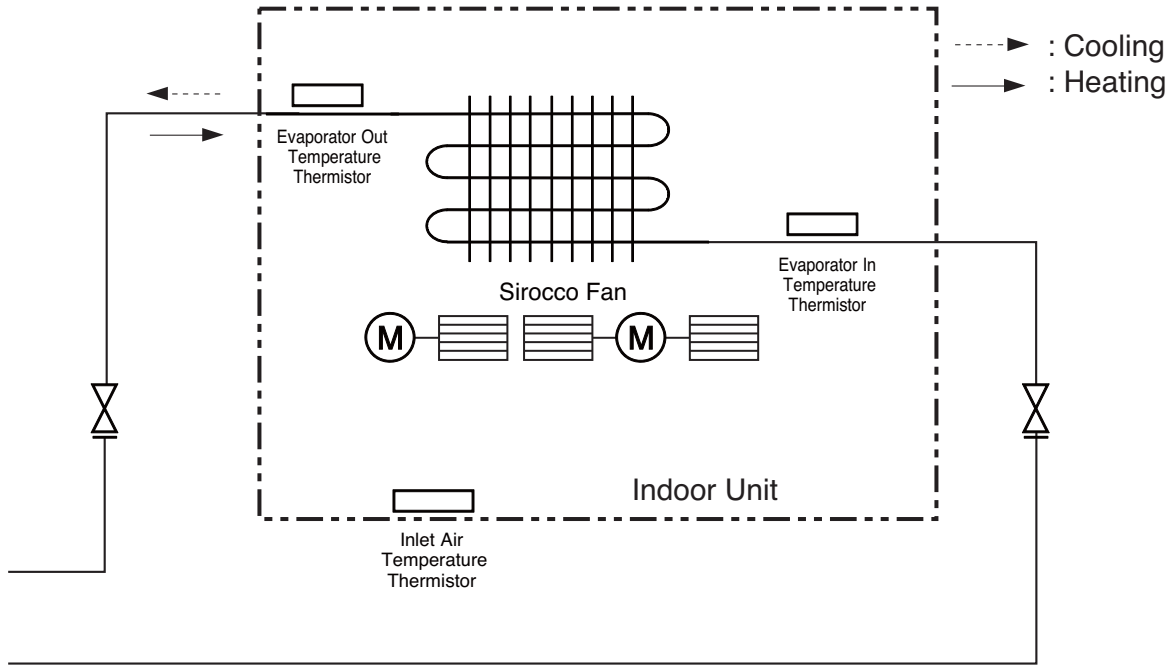 : Cooling
: Heating
Evaporator Out
Temperature
Thermistor
Evaporator In
Temperature
Thermistor
Sirocco Fan
M
M
Indoor Unit
Inlet Air
Temperature
Thermistor